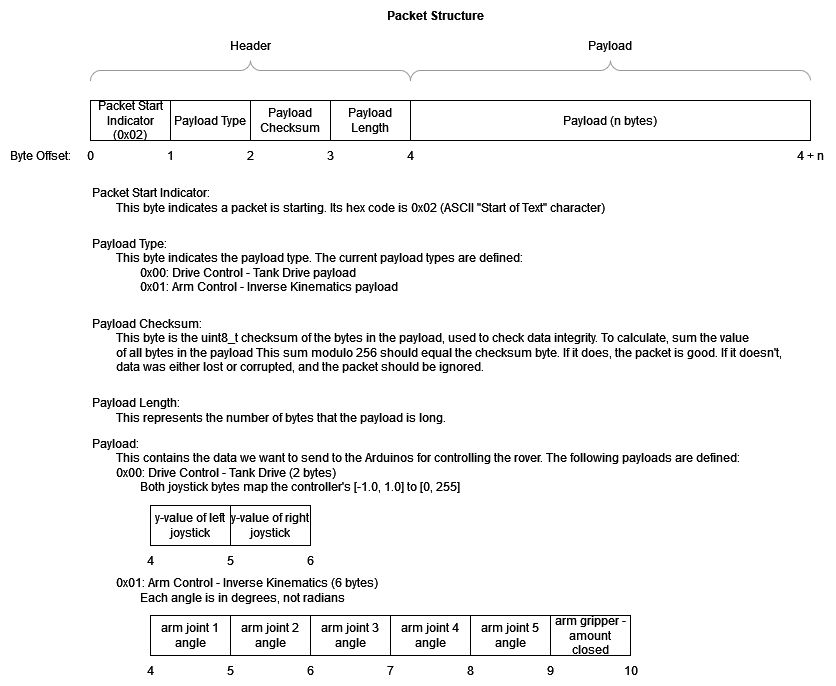 Packet Structure
Header
Payload
Packet Start
Indicator
(0x02)
Payload Type
Payload
Checksum
Payload
Length
Payload (n bytes)
Byte Offset:
0
1
2
3
4
4 + n
Packet Start Indicator:
This byte indicates a packet is starting. Its hex code is 0x02 (ASCII "Start of Text" character)
Payload Type:
This byte indicates the payload type. The current payload types are defined:
0x00: Drive Control - Tank Drive payload
0x01: Arm Control - Inverse Kinematics payload
Payload Checksum:
This byte is the uint8_t checksum of the bytes in the payload, used to check data integrity. To calculate, sum the value
of all bytes in the payload This sum modulo 256 should equal the checksum byte. If it does, the packet is good. If it doesn't,
data was either lost or corrupted, and the packet should be ignored.
Payload Length:
This represents the number of bytes that the payload is long.
Payload:
This contains the data we want to send to the Arduinos for controlling the rover. The following payloads are defined:
0x00: Drive Control - Tank Drive (2 bytes)
Both joystick bytes map the controller's [-1.0, 1.0] to [0, 255]
y-value of left
joystick
y-value of right
joystick
4
5
6
0x01: Arm Control - Inverse Kinematics (6 bytes)
Each angle is in degrees, not radians
arm joint 1
angle
arm joint 2
angle
arm joint 3
angle
arm joint 4
angle
arm joint 5
angle
arm gripper -
amount
closed
4
5
6
7
8
9
10